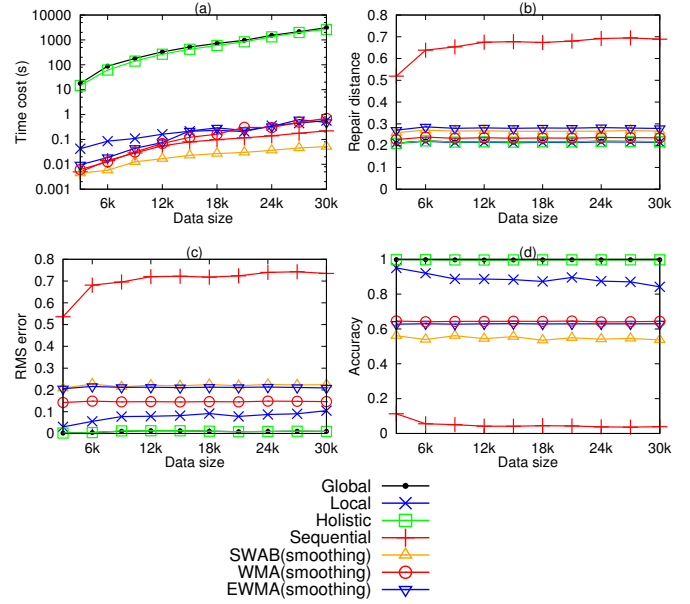 (a)
Time cost (s)
10000
1000
100
10
1
0.1
0.01
0.001
6k 12k 18k 24k 30k
Data size
(b)
Repair distance
0.8
0.7
0.6
0.5
0.4
0.3
0.2
0.1
0
6k 12k 18k 24k 30k
Data size
(c)
RMS error
0.8
0.7
0.6
0.5
0.4
0.3
0.2
0.1
0
6k 12k 18k 24k 30k
Data size
(d)
Accuracy
1
0.8
0.6
0.4
0.2
0
6k 12k 18k 24k 30k
Data size
Global
Local
Holistic
Sequential
SWAB(smoothing)
WMA(smoothing)
EWMA(smoothing)